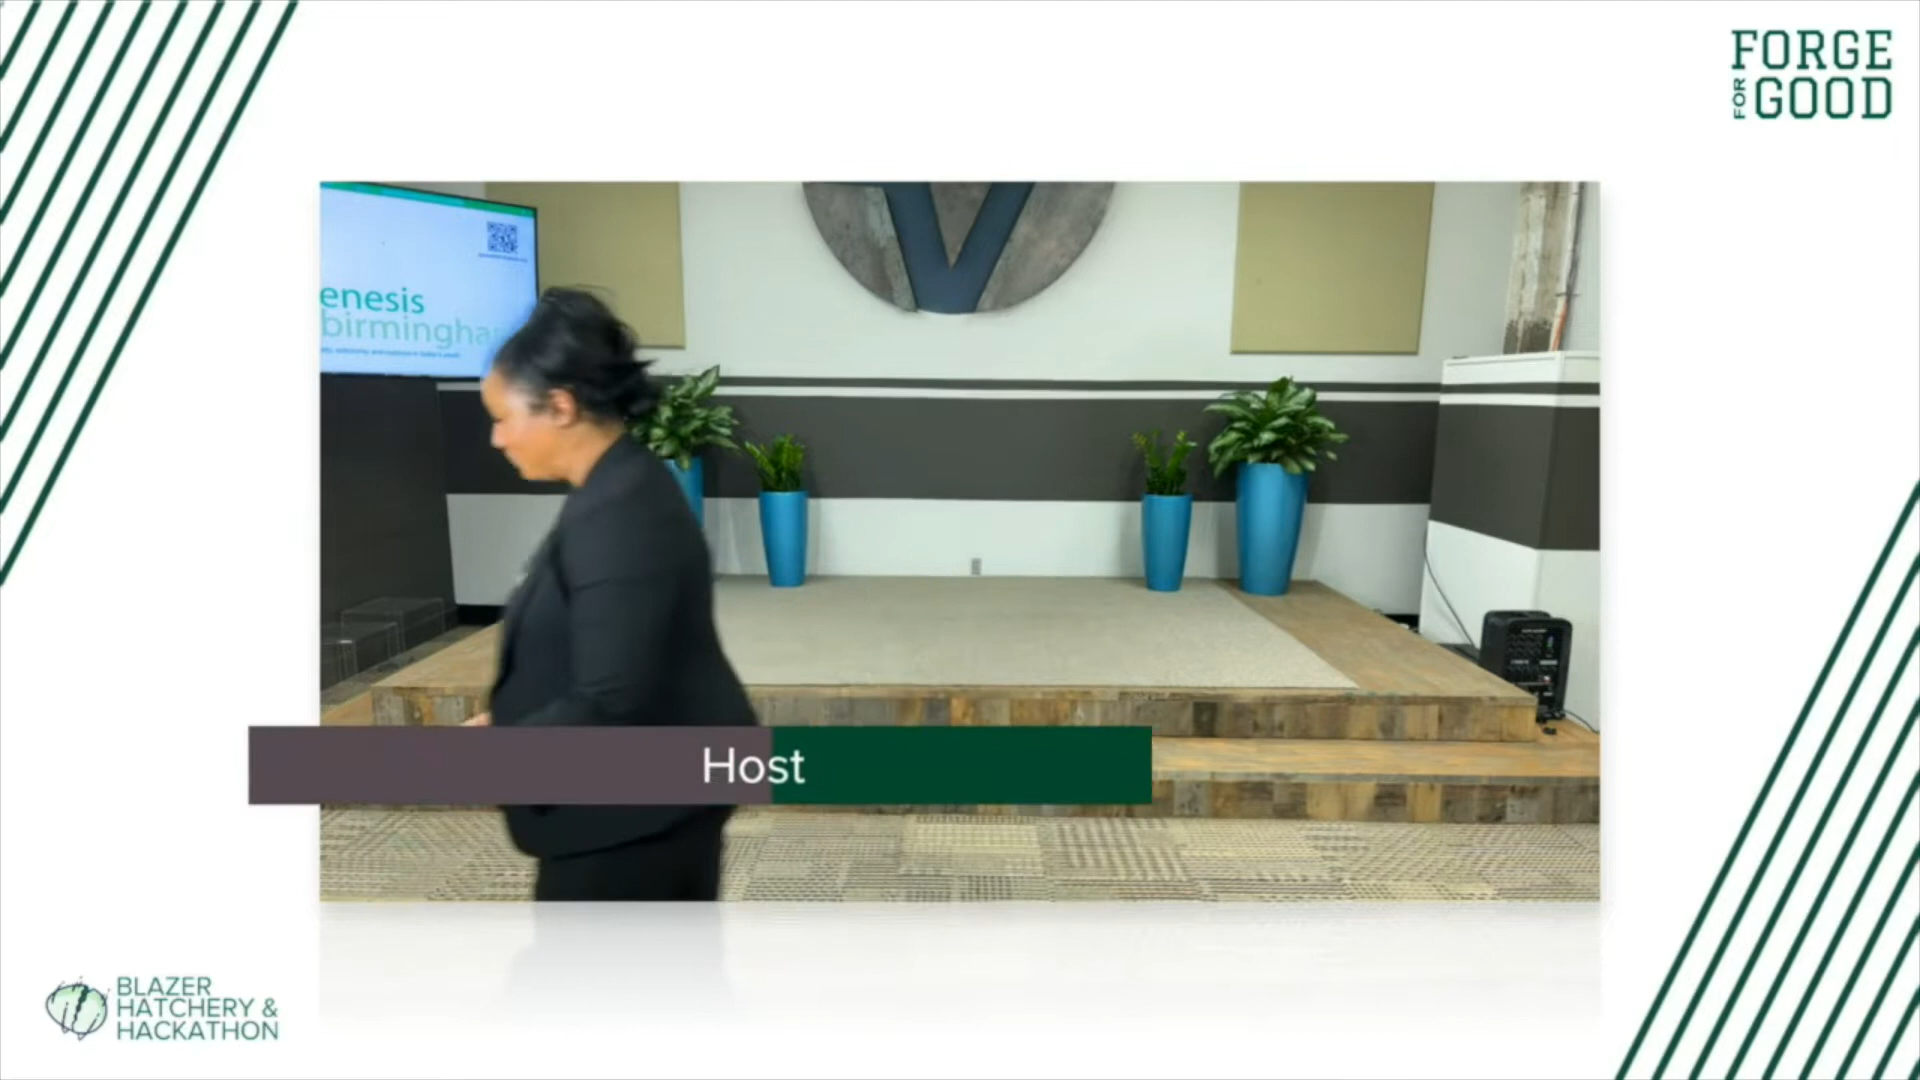 FORGE
FOR GOOD
enesis
birmingha
Host
BLAZER
HATCHERY &
HACKATHON